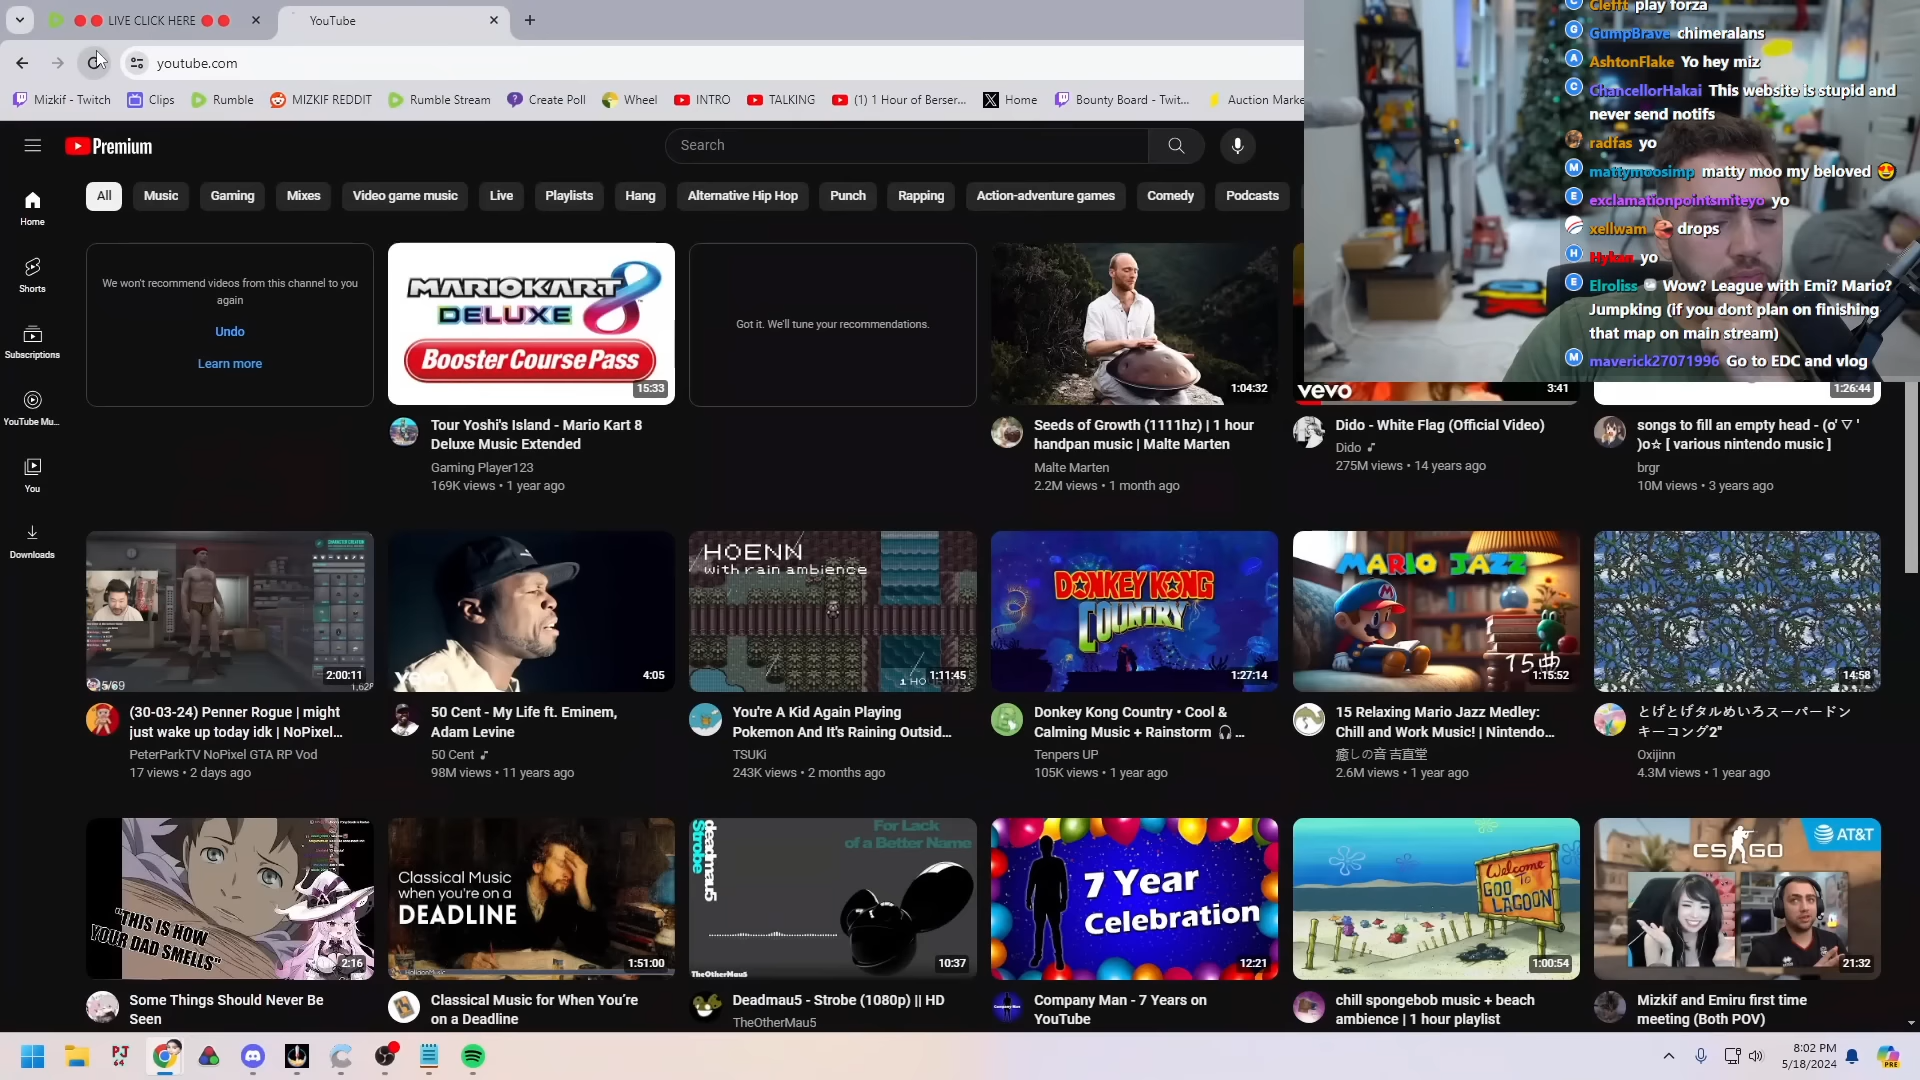 LIVE CLICK HERE
YouTube
youtube.com
Mizkif - Twitch
Clips
Rumble
MIZKIF REDDIT
Rumble Stream
Create Poll
Wheel
INTRO
TALKING
(1) 1 Hour of Berser...
Home
Bounty Board - Twit...
Auction Marke
Clefft play forza
GumpBrave chimeralans
AshtonFlake Yo hey miz
ChancellorHakai This website is stupid and
never send notifs
radfas yo
mattymoosimp matty moo my beloved 😍
exclamationpointsmiteyo yo
xellwam drops
yo
Elroliss Wow? League with Emi? Mario?
Jumpking (if you dont plan on finishing
that map on main stream)
maverick27071996 Go to EDC and vlog
Premium
Search
All
Music
Gaming
Mixes
Video game music
Live
Playlists
Hang
Alternative Hip Hop
Punch
Rapping
Action-adventure games
Comedy
Podcasts
Home
Shorts
Subscriptions
YouTube Mu...
You
Downloads
We won't recommend videos from this channel to you
again
Undo
Learn more
MARIOKART 8
DELUXE
Booster Course Pass
15:33
Tour Yoshi's Island - Mario Kart 8
Deluxe Music Extended
Gaming Player123
169K views • 1 year ago
Got it. We'll tune your recommendations.
1:04:32
Seeds of Growth (1111hz) | 1 hour
handpan music | Malte Marten
Malte Marten
2.2M views • 1 month ago
vevo
3:41
Dido - White Flag (Official Video)
Dido ♪
275M views • 14 years ago
1:26:44
songs to fill an empty head - (o' ▽ '
)o☆ [ various nintendo music ]
brgr
10M views • 3 years ago
2:00:11
(30-03-24) Penner Rogue | might
just wake up today idk | NoPixel...
PeterParkTV NoPixel GTA RP Vod
17 views • 2 days ago
vevo
4:05
50 Cent - My Life ft. Eminem,
Adam Levine
50 Cent ♪
98M views • 11 years ago
HOENN
with rain ambience
1:11:45
You're A Kid Again Playing
Pokemon And It's Raining Outsid...
TSUKi
243K views • 2 months ago
DONKEY KONG
COUNTRY
1:27:14
Donkey Kong Country • Cool &
Calming Music + Rainstorm 🎧 ...
Tenpers UP
105K views • 1 year ago
MARIO JAZZ
15曲
1:15:52
15 Relaxing Mario Jazz Medley:
Chill and Work Music! | Nintendo...
癒しの音 吉直堂
2.6M views • 1 year ago
14:58
とげとげタルめいろスーパードン
キーコング2"
Oxijinn
4.3M views • 1 year ago
"THIS IS HOW
YOUR DAD SMELLS"
2:16
Some Things Should Never Be
Seen
Classical Music
when you're on a
DEADLINE
HalidonMusic
1:51:00
Classical Music for When You're
on a Deadline
deadmau5
Strobe
For Lack
of a Better Name
TheOtherMau5
10:37
Deadmau5 - Strobe (1080p) || HD
TheOtherMau5
7 Year
Celebration
12:21
Company Man - 7 Years on
YouTube
Welcome
To
GOO
LAGOON
1:00:54
chill spongebob music + beach
ambience | 1 hour playlist
CS GO
AT&T
21:32
Mizkif and Emiru first time
meeting (Both POV)
PJ
64
8:02 PM
5/18/2024
PRE